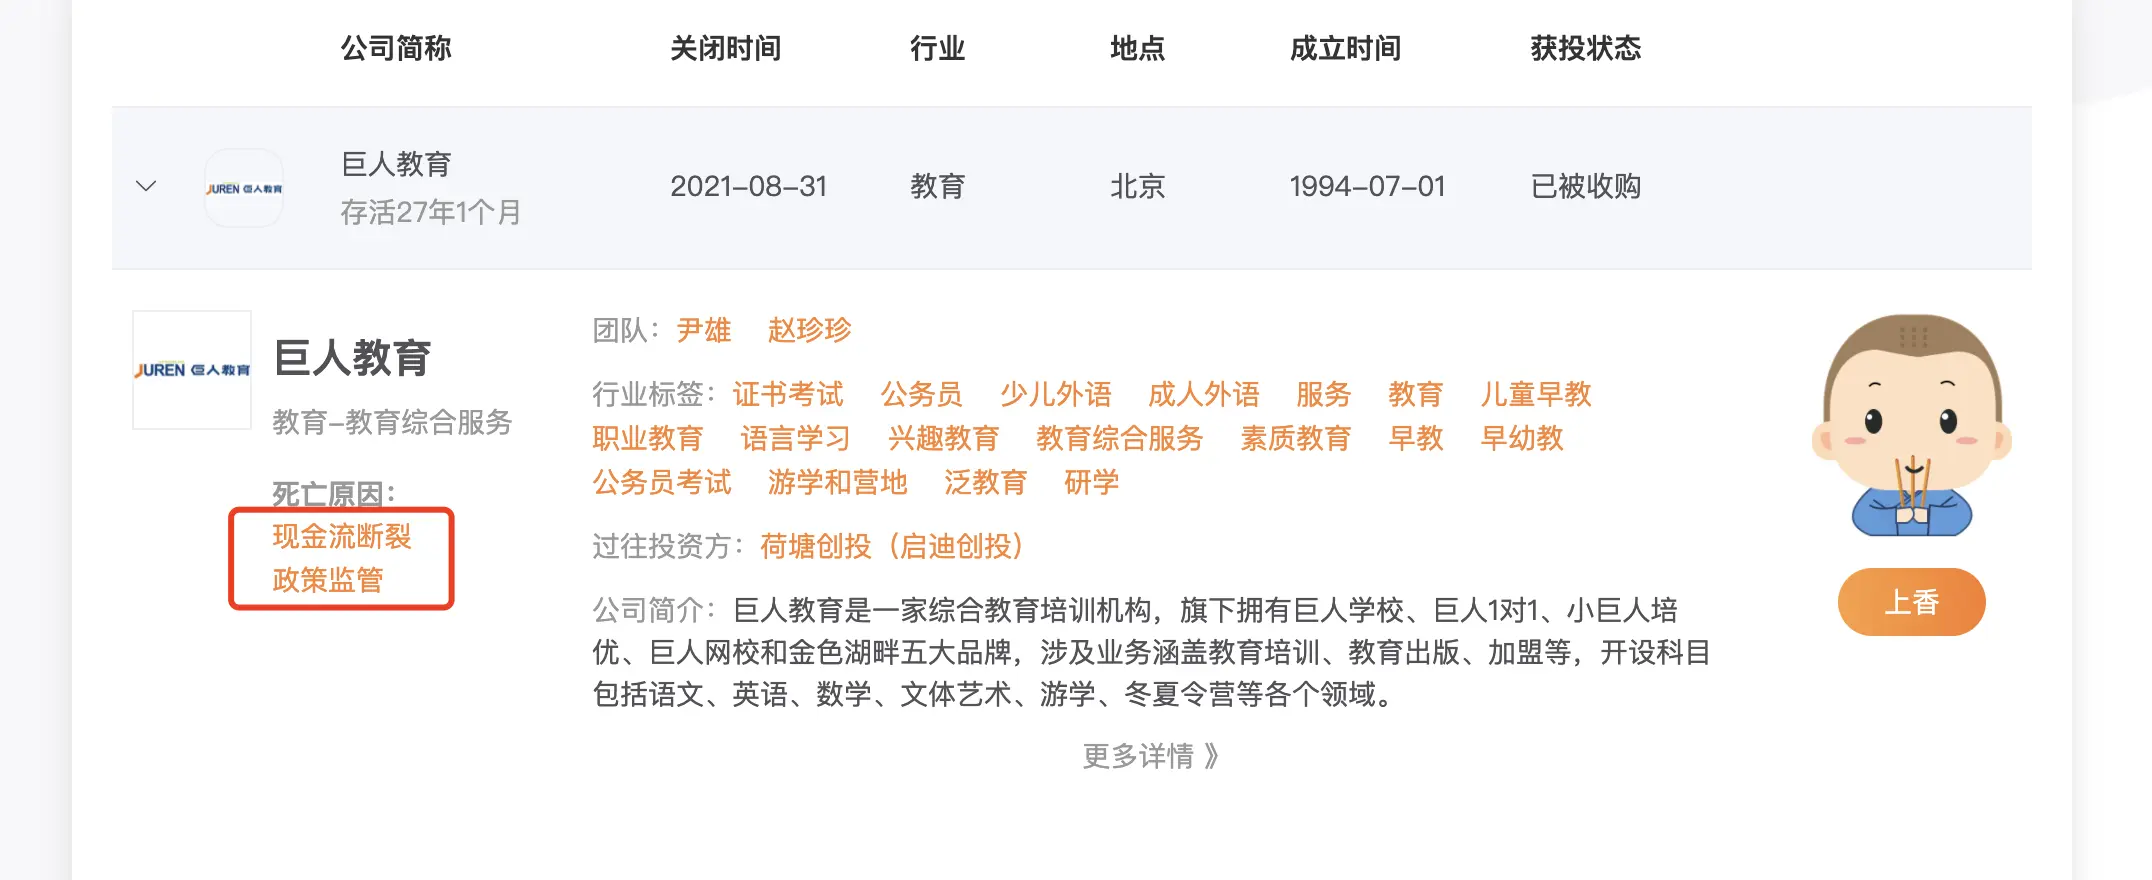 公司简称 关闭时间 行业 地点 成立时间 获投状态
JUREN 巨人教育
巨人教育 2021-08-31 教育 北京 1994-07-01 已被收购
存活27年1个月
JUREN 巨人教育
巨人教育
教育-教育综合服务
死亡原因：
现金流断裂
政策监管
团队： 尹雄 赵珍珍
行业标签： 证书考试 公务员 少儿外语 成人外语 服务 教育 儿童早教
职业教育 语言学习 兴趣教育 教育综合服务 素质教育 早教 早幼教
公务员考试 游学和营地 泛教育 研学
过往投资方： 荷塘创投（启迪创投）
公司简介： 巨人教育是一家综合教育培训机构，旗下拥有巨人学校、巨人1对1、小巨人培
优、巨人网校和金色湖畔五大品牌，涉及业务涵盖教育培训、教育出版、加盟等，开设科目
包括语文、英语、数学、文体艺术、游学、冬夏令营等各个领域。
更多详情 》
上香